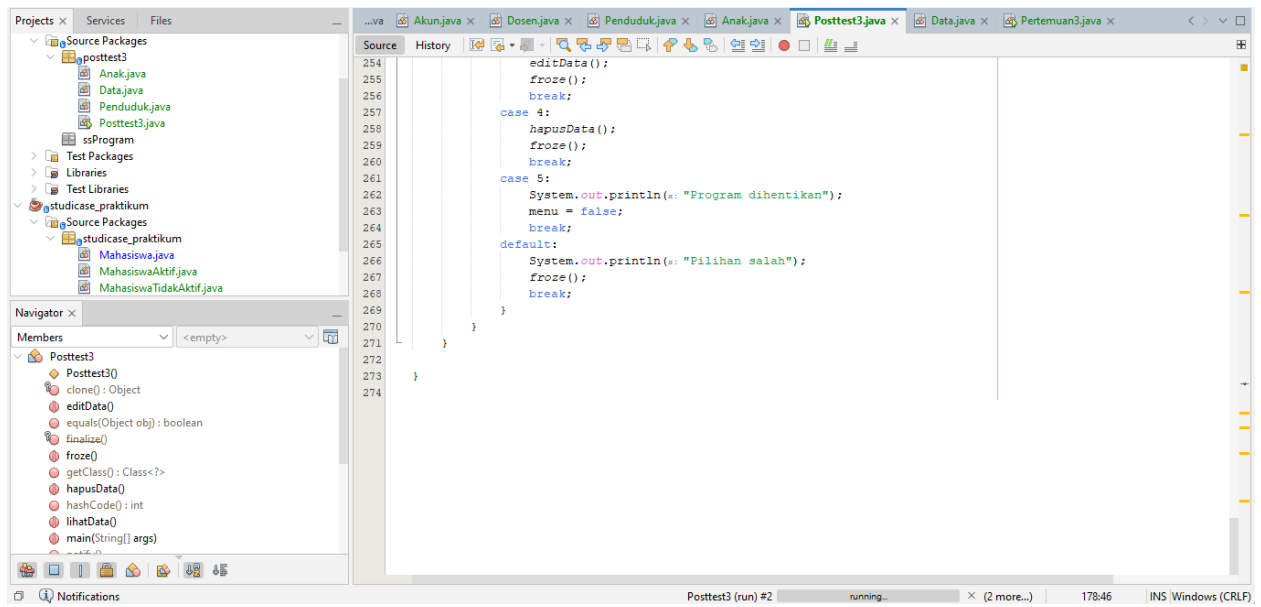 Projects Services Files
Source Packages
posttest3
Anak.java
Data.java
Penduduk.java
Posttest3.java
ssProgram
Test Packages
Libraries
Test Libraries
studicase_praktikum
Source Packages
studicase_praktikum
Mahasiswa.java
MahasiswaAktif.java
MahasiswaTidakAktif.java
Navigator
Members <empty>
Posttest3
Posttest3()
clone() : Object
editData()
equals(Object obj) : boolean
finalize()
froze()
getClass() : Class<?>
hapusData()
hashCode() : int
lihatData()
main(String[] args)
...va Akun.java Dosen.java Penduduk.java Anak.java Posttest3.java Data.java Pertemuan3.java
Source History
254 editData();
255 froze();
256 break;
257 case 4:
258 hapusData();
259 froze();
260 break;
261 case 5:
262 System.out.println(x: "Program dihentikan");
263 menu = false;
264 break;
265 default:
266 System.out.println(x: "Pilihan salah");
267 froze();
268 break;
269 }
270 }
271 }
272
273 }
274
Notifications Posttest3 (run) #2 running... (2 more...) 178:46 INS Windows (CRLF)